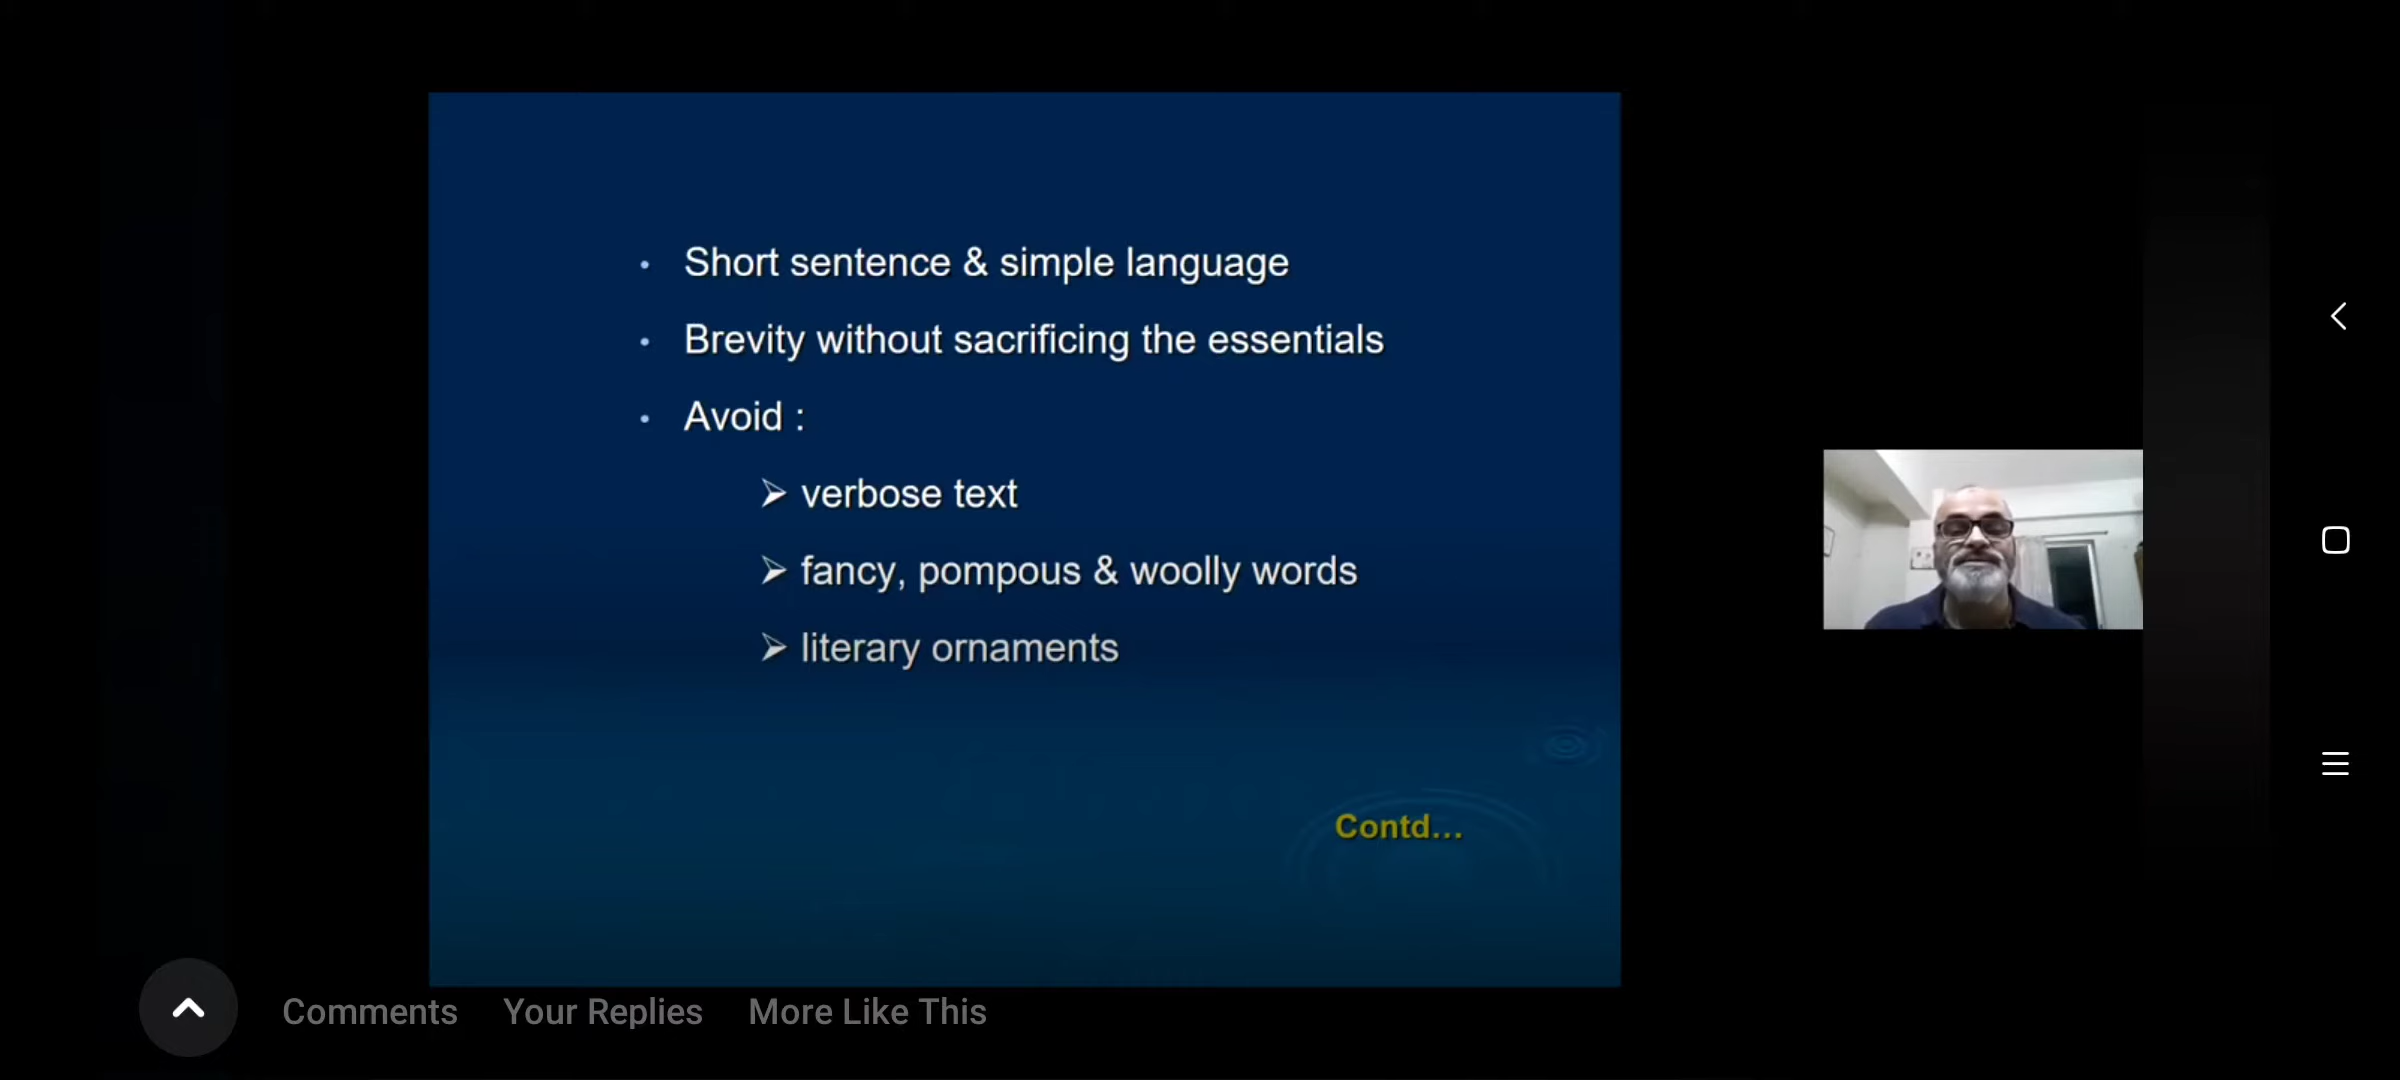 • Short sentence & simple language
• Brevity without sacrificing the essentials
• Avoid :
➢ verbose text
➢ fancy, pompous & woolly words
➢ literary ornaments
Contd...
Comments Your Replies More Like This